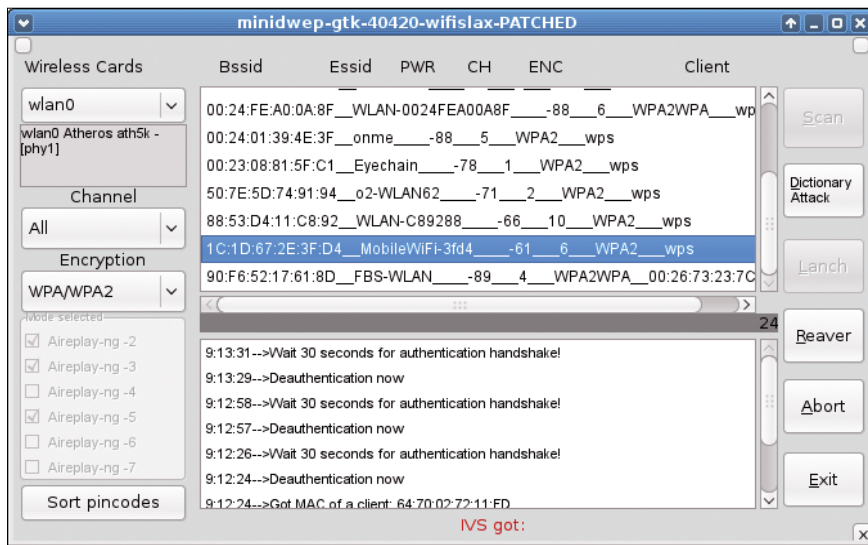 minidwep-gtk-40420-wifislax-PATCHED
Wireless Cards
Bssid Essid PWR CH ENC Client
wlan0
wlan0 Atheros ath5k -
[phy1]
Channel
All
Encryption
WPA/WPA2
Mode selected
Aireplay-ng -2
Aireplay-ng -3
Aireplay-ng -4
Aireplay-ng -5
Aireplay-ng -6
Aireplay-ng -7
Sort pincodes
00:24:FE:A0:0A:8F__WLAN-0024FEA00A8F____-88___6___WPA2WPA___wp
00:24:01:39:4E:3F__onme____-88___5___WPA2___wps
00:23:08:81:5F:C1__Eyechain____-78___1___WPA2___wps
50:7E:5D:74:91:94__o2-WLAN62____-71___2___WPA2___wps
88:53:D4:11:C8:92__WLAN-C89288____-66___10___WPA2___wps
1C:1D:67:2E:3F:D4__MobileWiFi-3fd4____-61___6___WPA2___wps
90:F6:52:17:61:8D__FBS-WLAN____-89___4___WPA2WPA__00:26:73:23:7C
24
9:13:31-->Wait 30 seconds for authentication handshake!
9:13:29-->Deauthentication now
9:12:58-->Wait 30 seconds for authentication handshake!
9:12:57-->Deauthentication now
9:12:26-->Wait 30 seconds for authentication handshake!
9:12:24-->Deauthentication now
9:12:24-->Got MAC of a client: 64:70:02:72:11:FD
IVS got:
Scan
Dictionary
Attack
Lanch
Reaver
Abort
Exit